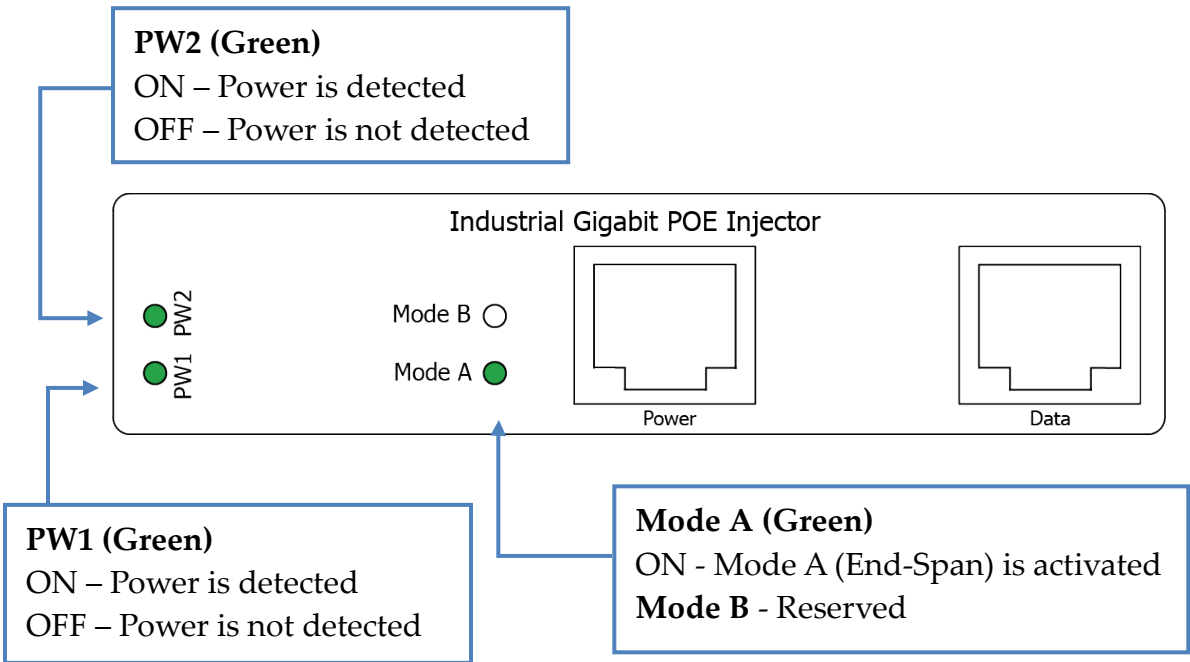 PW2 (Green)
ON – Power is detected
OFF – Power is not detected
Industrial Gigabit POE Injector
PW2
Mode B
PW1
Mode A
Power
Data
PW1 (Green)
ON – Power is detected
OFF – Power is not detected
Mode A (Green)
ON - Mode A (End-Span) is activated
Mode B - Reserved